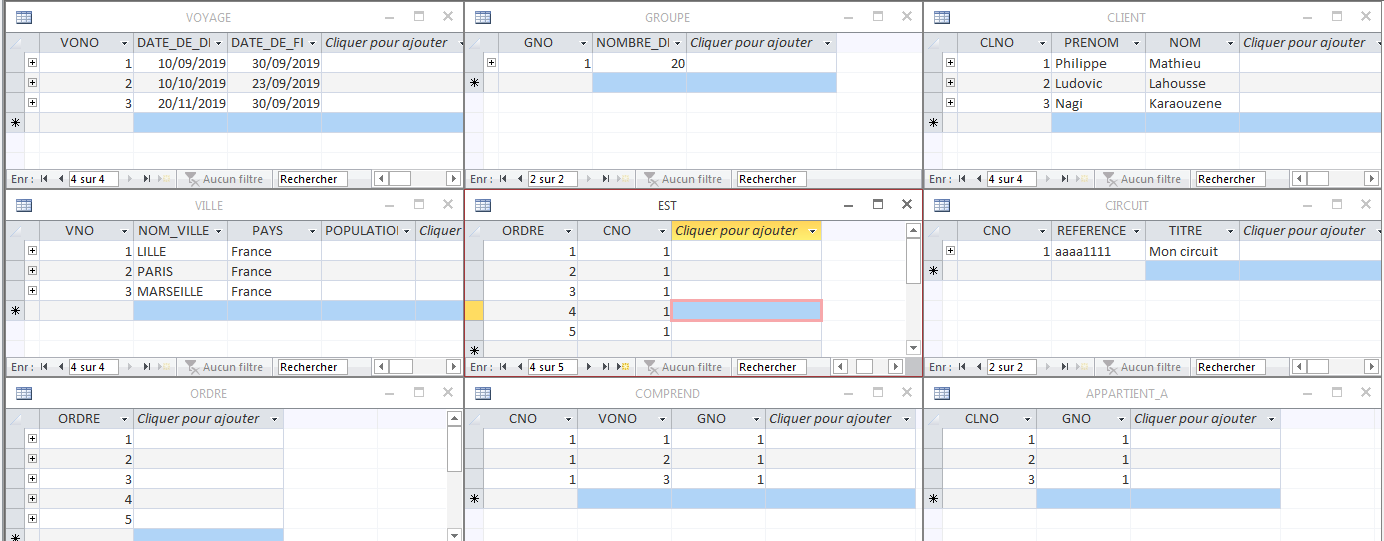 VOYAGE
VONO DATE_DE_DI DATE_DE_FI Cliquer pour ajouter
1 10/09/2019 30/09/2019
2 10/10/2019 23/09/2019
3 20/11/2019 30/09/2019
Enr : 4 sur 4 Aucun filtre Rechercher
GROUPE
GNO NOMBRE_DI Cliquer pour ajouter
1 20
Enr : 2 sur 2 Aucun filtre Rechercher
CLIENT
CLNO PRENOM NOM Cliquer pour ajouter
1 Philippe Mathieu
2 Ludovic Lahousse
3 Nagi Karaouzene
Enr : 4 sur 4 Aucun filtre Rechercher
VILLE
VNO NOM_VILLE PAYS POPULATION Cliquer
1 LILLE France
2 PARIS France
3 MARSEILLE France
Enr : 4 sur 4 Aucun filtre Rechercher
EST
ORDRE CNO Cliquer pour ajouter
1 1
2 1
3 1
4 1
5 1
Enr : 4 sur 5 Aucun filtre Rechercher
CIRCUIT
CNO REFERENCE TITRE Cliquer pour ajouter
1 aaaa1111 Mon circuit
Enr : 2 sur 2 Aucun filtre Rechercher
ORDRE
ORDRE Cliquer pour ajouter
1
2
3
4
5
COMPREND
CNO VONO GNO Cliquer pour ajouter
1 1 1
1 2 1
1 3 1
APPARTIENT_A
CLNO GNO Cliquer pour ajouter
1 1
2 1
3 1